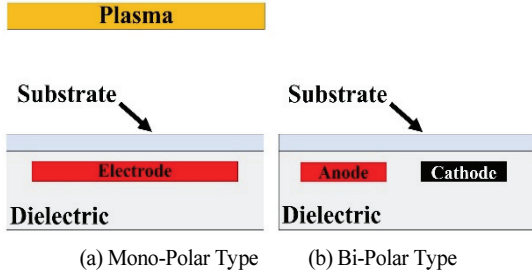 Plasma
Substrate
Substrate
Electrode
Anode
Cathode
Dielectric
Dielectric
(a) Mono-Polar Type
(b) Bi-Polar Type